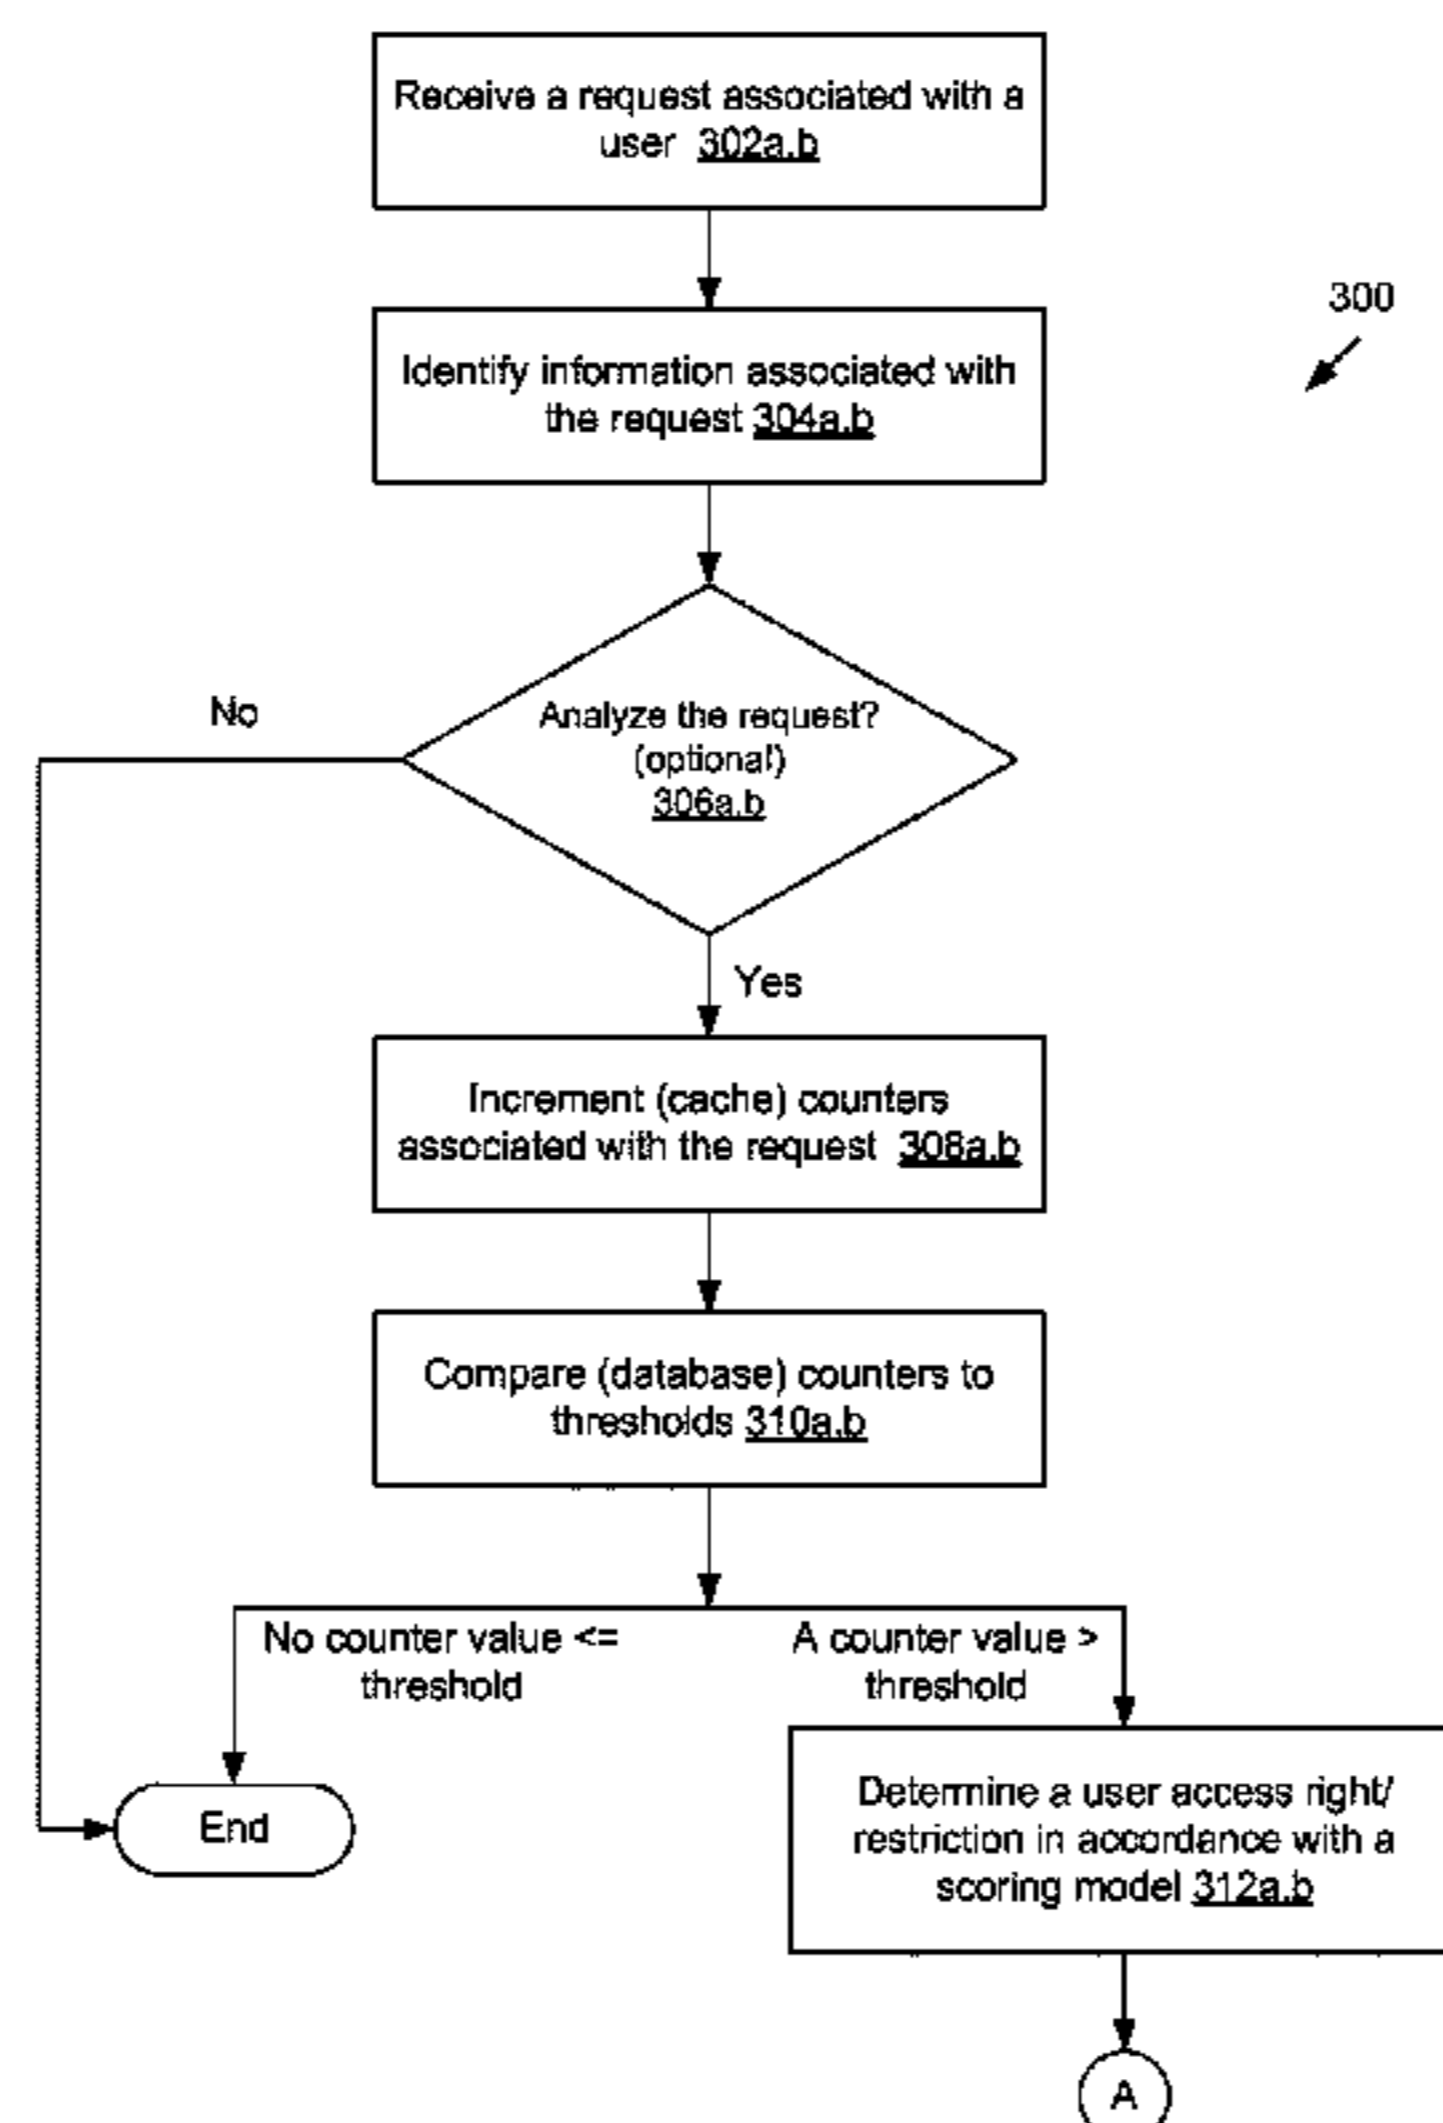 Receive a request associated with a
user 302a.b
300
Identify information associated with
the request 304a.b
No
Analyze the request?
(optional)
306a.b
Yes
Increment (cache) counters
associated with the request 308a.b
Compare (database) counters to
thresholds 310a.b
No counter value <=
threshold
A counter value >
threshold
End
Determine a user access right/
restriction in accordance with a
scoring model 312a.b
A